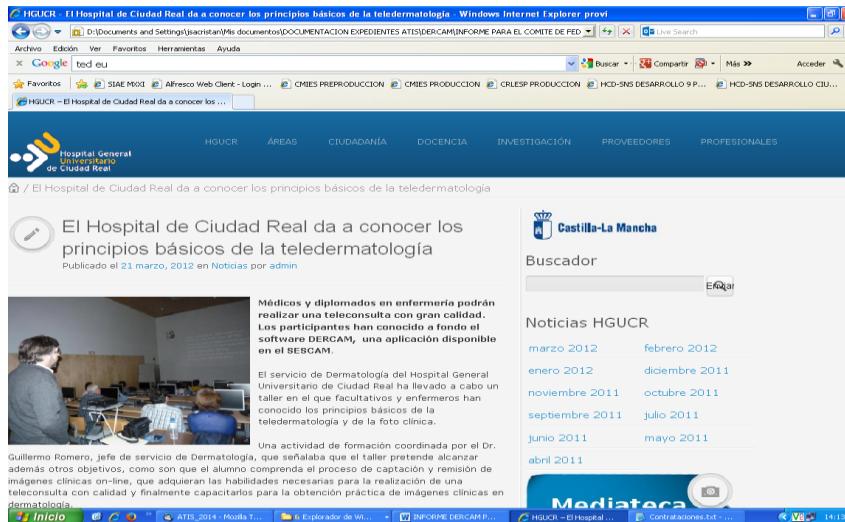 HGUCR - El Hospital de Ciudad Real da a conocer los principios básicos de la teledermatología - Windows Internet Explorer provi
D:\Documents and Settings\jsacristan\Mis documentos\DOCUMENTACION EXPEDIENTES ATIS\DERCAM\INFORME PARA EL COMITE DE FED
Live Search
Archivo Edición Ver Favoritos Herramientas Ayuda
Google ted eu Buscar Compartir Más >> Acceder
Favoritos SIAE MIXXI Alfresco Web Client - Login ... CMIES PREPRODUCCION CMIES PRODUCCION CRLESP PRODUCCION HCD-SNS DESARROLLO 9 P... HCD-SNS DESARROLLO CIU...
HGUCR – El Hospital de Ciudad Real da a conocer los ...
Hospital General
Universitario
de Ciudad Real
HGUCR ÁREAS CIUDADANÍA DOCENCIA INVESTIGACIÓN PROVEEDORES PROFESIONALES
/ El Hospital de Ciudad Real da a conocer los principios básicos de la teledermatología
El Hospital de Ciudad Real da a conocer los
principios básicos de la teledermatología
Publicado el 21 marzo, 2012 en Noticias por admin
Médicos y diplomados en enfermería podrán
realizar una teleconsulta con gran calidad.
Los participantes han conocido a fondo el
software DERCAM, una aplicación disponible
en el SESCAM.
El servicio de Dermatología del Hospital General
Universitario de Ciudad Real ha llevado a cabo un
taller en el que facultativos y enfermeros han
conocido los principios básicos de la
teledermatología y de la foto clínica.
Una actividad de formación coordinada por el Dr.
Guillermo Romero, jefe de servicio de Dermatología, que señalaba que el taller pretende alcanzar
además otros objetivos, como son que el alumno comprenda el proceso de captación y remisión de
imágenes clínicas on-line, que adquieran las habilidades necesarias para la realización de una
teleconsulta con calidad y finalmente capacitarlos para la obtención práctica de imágenes clínicas en
dermatología.
Castilla-La Mancha
Buscador
Enviar
Noticias HGUCR
marzo 2012 febrero 2012
enero 2012 diciembre 2011
noviembre 2011 octubre 2011
septiembre 2011 julio 2011
junio 2011 mayo 2011
abril 2011
Mediateca
Inicio ATIS_2014 - Mozilla T... 6 Explorador de Wi... INFORME DERCAM P... HGUCR – El Hospital ... Contrataciones.txt - ... 14:13